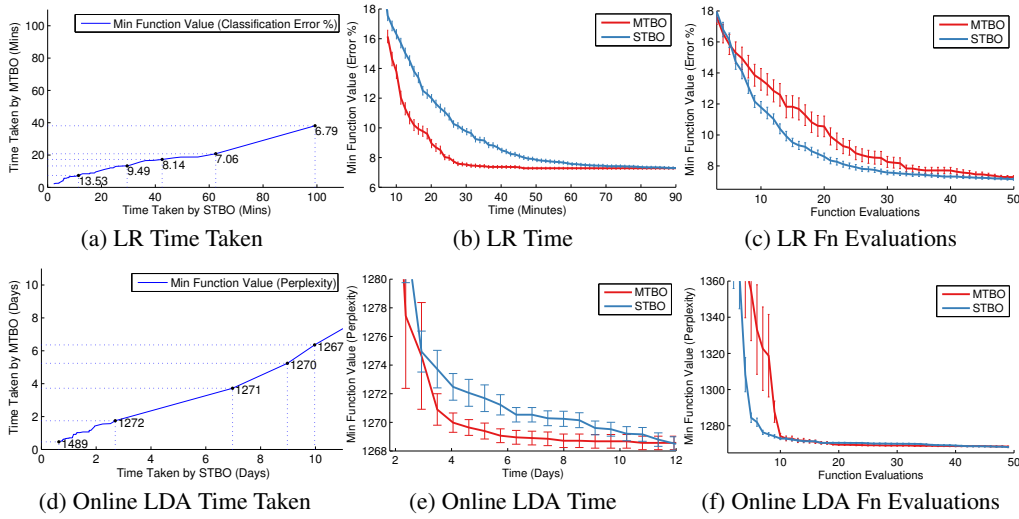 Min Function Value (Classification Error %)
Time Taken by MTBO (Mins)
100
80
60
40
20
0
13.53
9.49
8.14
7.06
6.79
0 20 40 60 80 100
Time Taken by STBO (Mins)
(a) LR Time Taken
MTBO
STBO
Min Function Value (Error %)
18
16
14
12
10
8
6
10 20 30 40 50 60 70 80 90
Time (Minutes)
(b) LR Time
MTBO
STBO
Min Function Value (Error %)
18
16
14
12
10
8
10 20 30 40 50
Function Evaluations
(c) LR Fn Evaluations
Min Function Value (Perplexity)
Time Taken by MTBO (Days)
10
8
6
4
2
0
1489
1272
1271
1270
1267
0 2 4 6 8 10
Time Taken by STBO (Days)
(d) Online LDA Time Taken
MTBO
STBO
Min Function Value (Perplexity)
1280
1278
1276
1274
1272
1270
1268
2 4 6 8 10 12
Time (Days)
(e) Online LDA Time
MTBO
STBO
Min Function Value (Perplexity)
1360
1340
1320
1300
1280
10 20 30 40 50
Function Evaluations
(f) Online LDA Fn Evaluations